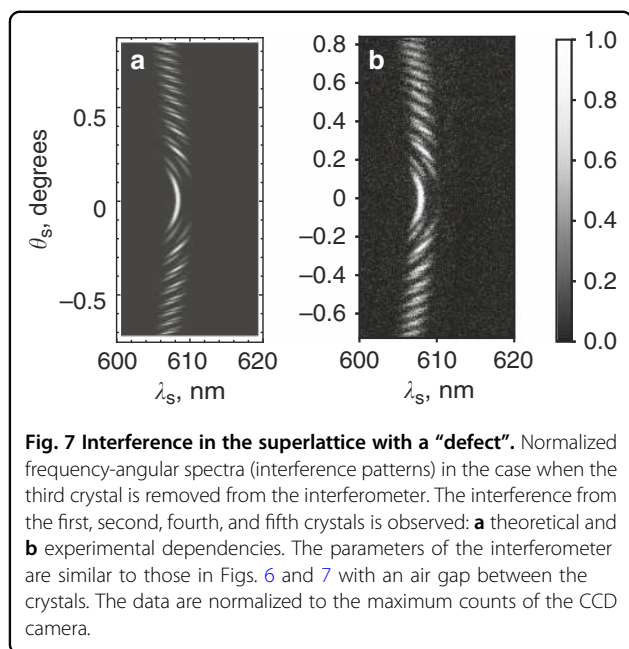 a
b
0.5
0
−0.5
θs, degrees
600
610
620
λs, nm
0.8
0.6
0.4
0.2
0
−0.2
−0.4
−0.6
600
610
620
λs, nm
1.0
0.8
0.6
0.4
0.2
0.0
Fig. 7 Interference in the superlattice with a “defect”. Normalized
frequency-angular spectra (interference patterns) in the case when the
third crystal is removed from the interferometer. The interference from
the first, second, fourth, and fifth crystals is observed: a theoretical and
b experimental dependencies. The parameters of the interferometer
are similar to those in Figs. 6 and 7 with an air gap between the
crystals. The data are normalized to the maximum counts of the CCD
camera.